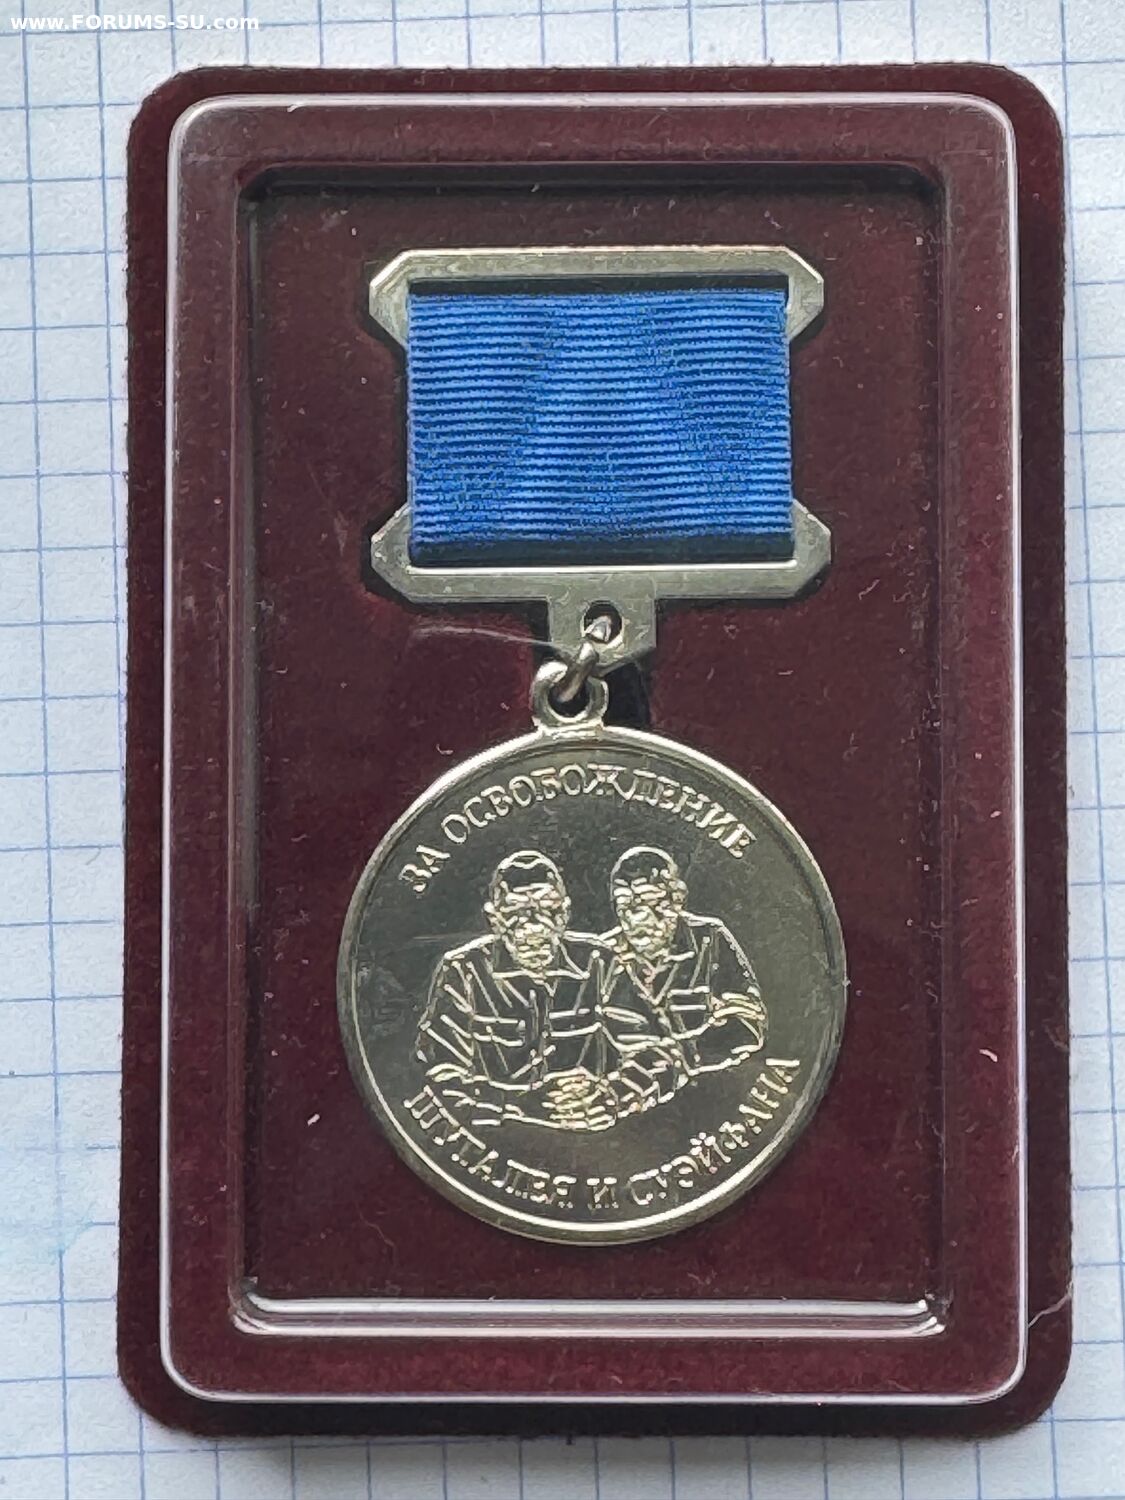 www.FORUMS-SU.com
ЗА ОСВОБОЖДЕНИЕ
ШУГАЛЕЯ И СУЭЙФАНА